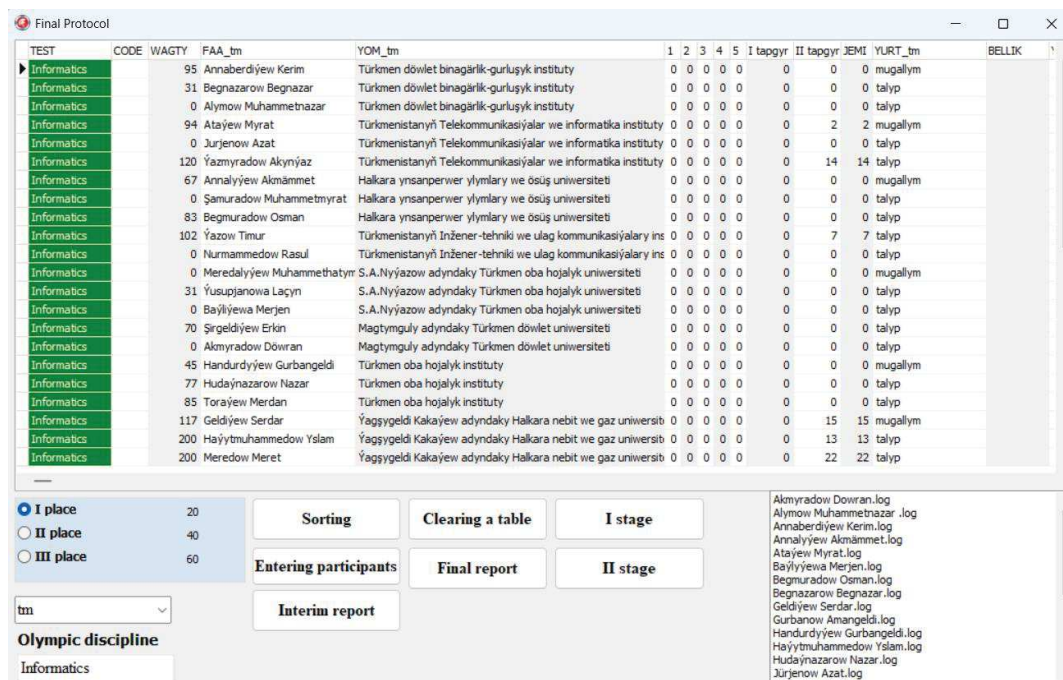 Final Protocol
TEST CODE WAGTY FAA_tm YOM_tm 1 2 3 4 5 I tapgyr II tapgyr JEMI YURT_tm BELLIK
Informatics 95 Annaberdiýew Kerim Türkmen döwlet binagärlik-gurluşyk instituty 0 0 0 0 0 0 0 0 mugallym
Informatics 31 Begnazarow Begnazar Türkmen döwlet binagärlik-gurluşyk instituty 0 0 0 0 0 0 0 0 talyp
Informatics 0 Alymow Muhammetnazar Türkmen döwlet binagärlik-gurluşyk instituty 0 0 0 0 0 0 0 0 talyp
Informatics 94 Ataýew Myrat Türkmenistanyň Telekommunikasiýalar we informatika instituty 0 0 0 0 0 0 2 2 mugallym
Informatics 0 Jurjenow Azat Türkmenistanyň Telekommunikasiýalar we informatika instituty 0 0 0 0 0 0 0 0 talyp
Informatics 120 Ýazmyradow Akynýaz Türkmenistanyň Telekommunikasiýalar we informatika instituty 0 0 0 0 0 0 14 14 talyp
Informatics 67 Annalyýew Akmämmet Halkara ynsanperwer ylymlary we ösüş uniwersiteti 0 0 0 0 0 0 0 0 mugallym
Informatics 0 Şamuradow Muhammetmyrat Halkara ynsanperwer ylymlary we ösüş uniwersiteti 0 0 0 0 0 0 0 0 talyp
Informatics 83 Begmuradow Osman Halkara ynsanperwer ylymlary we ösüş uniwersiteti 0 0 0 0 0 0 0 0 talyp
Informatics 102 Ýazow Timur Türkmenistanyň Inžener-tehniki we ulag kommunikasiýalary ins 0 0 0 0 0 0 7 7 talyp
Informatics 0 Nurmammedow Rasul Türkmenistanyň Inžener-tehniki we ulag kommunikasiýalary ins 0 0 0 0 0 0 0 0 talyp
Informatics 0 Meredalyýew Muhammethatym S.A.Nyýazow adyndaky Türkmen oba hojalyk uniwersiteti 0 0 0 0 0 0 0 0 mugallym
Informatics 31 Ýusupjanowa Laçyn S.A.Nyýazow adyndaky Türkmen oba hojalyk uniwersiteti 0 0 0 0 0 0 0 0 talyp
Informatics 0 Baýliýewa Merjen S.A.Nyýazow adyndaky Türkmen oba hojalyk uniwersiteti 0 0 0 0 0 0 0 0 talyp
Informatics 70 Şirgeldiýew Erkin Magtymguly adyndaky Türkmen döwlet uniwersiteti 0 0 0 0 0 0 0 0 talyp
Informatics 0 Akmyradow Döwran Magtymguly adyndaky Türkmen döwlet uniwersiteti 0 0 0 0 0 0 0 0 talyp
Informatics 45 Handurdyýew Gurbangeldi Türkmen oba hojalyk instituty 0 0 0 0 0 0 0 0 mugallym
Informatics 77 Hudaýnazarow Nazar Türkmen oba hojalyk instituty 0 0 0 0 0 0 0 0 talyp
Informatics 85 Toraýew Merdan Türkmen oba hojalyk instituty 0 0 0 0 0 0 0 0 talyp
Informatics 117 Geldiýew Serdar Ýagşygeldi Kakaýew adyndaky Halkara nebit we gaz uniwersit 0 0 0 0 0 0 15 15 mugallym
Informatics 200 Haýytmuhammedow Yslam Ýagşygeldi Kakaýew adyndaky Halkara nebit we gaz uniwersit 0 0 0 0 0 0 13 13 talyp
Informatics 200 Meredow Meret Ýagşygeldi Kakaýew adyndaky Halkara nebit we gaz uniwersit 0 0 0 0 0 0 22 22 talyp
I place 20
II place 40
III place 60
tm
Olympic discipline
Informatics
Sorting Clearing a table I stage
Entering participants Final report II stage
Interim report
Akmyradow Dowran.log
Alymow Muhammetnazar .log
Annaberdiýew Kerim.log
Annalyýew Akmämmet.log
Ataýew Myrat.log
Baýlyýewa Merjen.log
Begmuradow Osman.log
Begnazarow Begnazar.log
Geldiýew Serdar.log
Gurbanow Amangeldi.log
Handurdyýew Gurbangeldi.log
Haýytmuhammedow Yslam.log
Hudaýnazarow Nazar.log
Jürjenow Azat.log